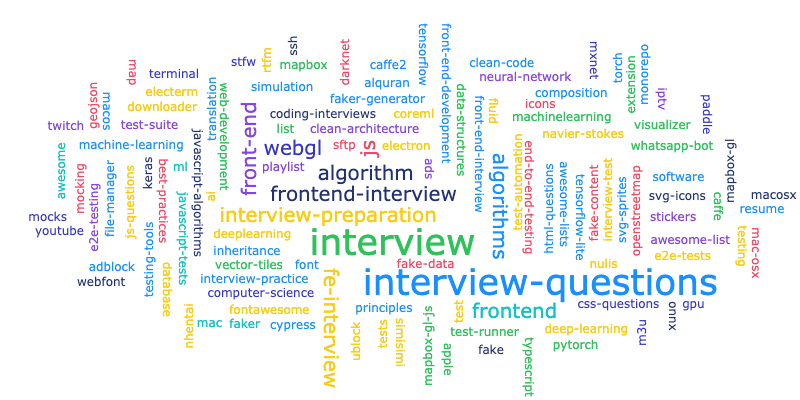 interview-questions
interview
interview-preparation
frontend-interview
fe-interview
algorithms
frontend
front-end
algorithm
webgl
js
ssh
rtfm
stfw
mapbox
darknet
caffe2
alquran
tensorflow
front-end-development
clean-code
neural-network
mxnet
torch
extension
monorepo
iptv
paddle
dwm
terminal
electerm
downloader
geojson
macos
translation
web-development
simulation
faker-generator
coding-interviews
list
clean-architecture
coreml
electron
sftp
playlist
data-structures
front-end-interview
fluid
composition
icons
machinelearning
navier-stokes
visualizer
whatsapp-bot
mapbox-gl
twitch
test-suite
machine-learning
awesome
mocking
e2e-testing
file-manager
js-questions
keras
best-practices
ml
javascript-tests
javascript-algorithms
ai
ads
test-automation
end-to-end-testing
html-questions
awesome-lists
tensorflow-lite
fake-content
interview-test
svg-sprites
openstreetmap
software
svg-icons
stickers
caffe
macosx
resume
awesome-list
e2e-tests
testing
mac-osx
mocks
youtube
adblock
webfont
testing-tools
database
nhentai
deeplearning
inheritance
vector-tiles
font
interview-practice
computer-science
fontawesome
mac
faker
cypress
fake-data
principles
ublock
tests
simisimi
mapbox-gl-js
apple
test
test-runner
fake
typescript
nulis
css-questions
deep-learning
pytorch
m3u
onnx
gpu